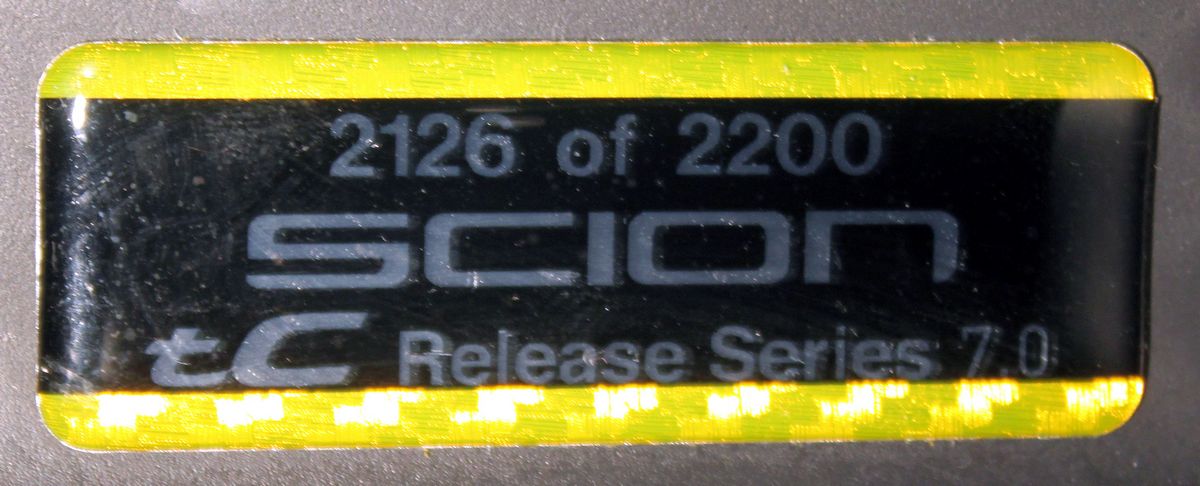 2126 of 2200
SCION
tC Release Series 7.0